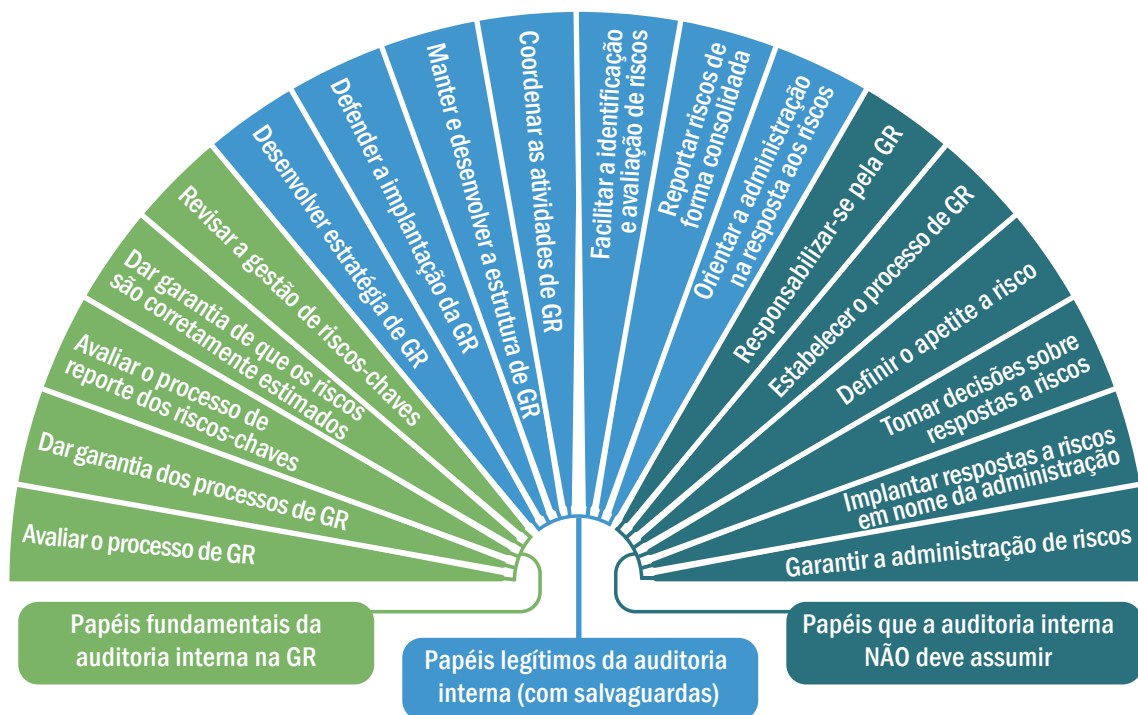 Avaliar o processo de GR
Dar garantia dos processos de GR
Avaliar o processo de
reporte dos riscos-chaves
Dar garantia de que os riscos
são corretamente estimados
Revisar a gestão de riscos-chaves
Desenvolver estratégia de GR
Defender a implantação da GR
Manter e desenvolver a estrutura de GR
Coordenar as atividades de GR
Facilitar a identificação
e avaliação de riscos
Reportar riscos de
forma consolidada
Orientar a administração
na resposta aos riscos
Responsabilizar-se pela GR
Estabelecer o processo de GR
Definir o apetite a risco
Tomar decisões sobre
respostas a riscos
Implantar respostas a riscos
em nome da administração
Garantir a administração de riscos
Papéis fundamentais da
auditoria interna na GR
Papéis legítimos da auditoria
interna (com salvaguardas)
Papéis que a auditoria interna
NÃO deve assumir